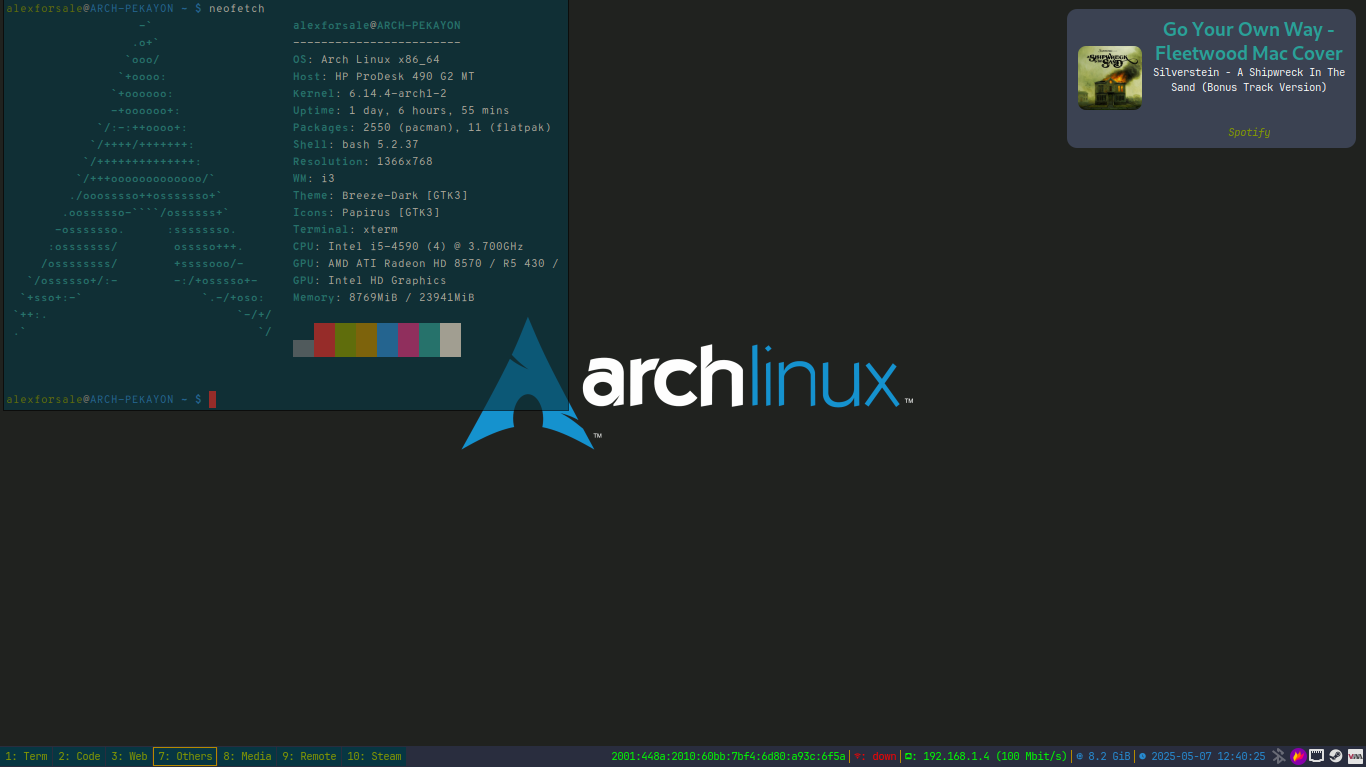 alexforsale@ARCH-PEKAYON ~ $ neofetch
alexforsale@ARCH-PEKAYON
------------------------
OS: Arch Linux x86_64
Host: HP ProDesk 490 G2 MT
Kernel: 6.14.4-arch1-2
Uptime: 1 day, 6 hours, 55 mins
Packages: 2550 (pacman), 11 (flatpak)
Shell: bash 5.2.37
Resolution: 1366x768
WM: i3
Theme: Breeze-Dark [GTK3]
Icons: Papirus [GTK3]
Terminal: xterm
CPU: Intel i5-4590 (4) @ 3.700GHz
GPU: AMD ATI Radeon HD 8570 / R5 430 /
GPU: Intel HD Graphics
Memory: 8769MiB / 23941MiB
alexforsale@ARCH-PEKAYON ~ $
Go Your Own Way -
Fleetwood Mac Cover
Silverstein - A Shipwreck In The
Sand (Bonus Track Version)
Spotify
archlinux™
™
1: Term 2: Code 3: Web 7: Others 8: Media 9: Remote 10: Steam
2001:448a:2010:60bb:7bf4:6d80:a93c:6f5a| : down| : 192.168.1.4 (100 Mbit/s)| 8.2 GiB| 2025-05-07 12:40:25